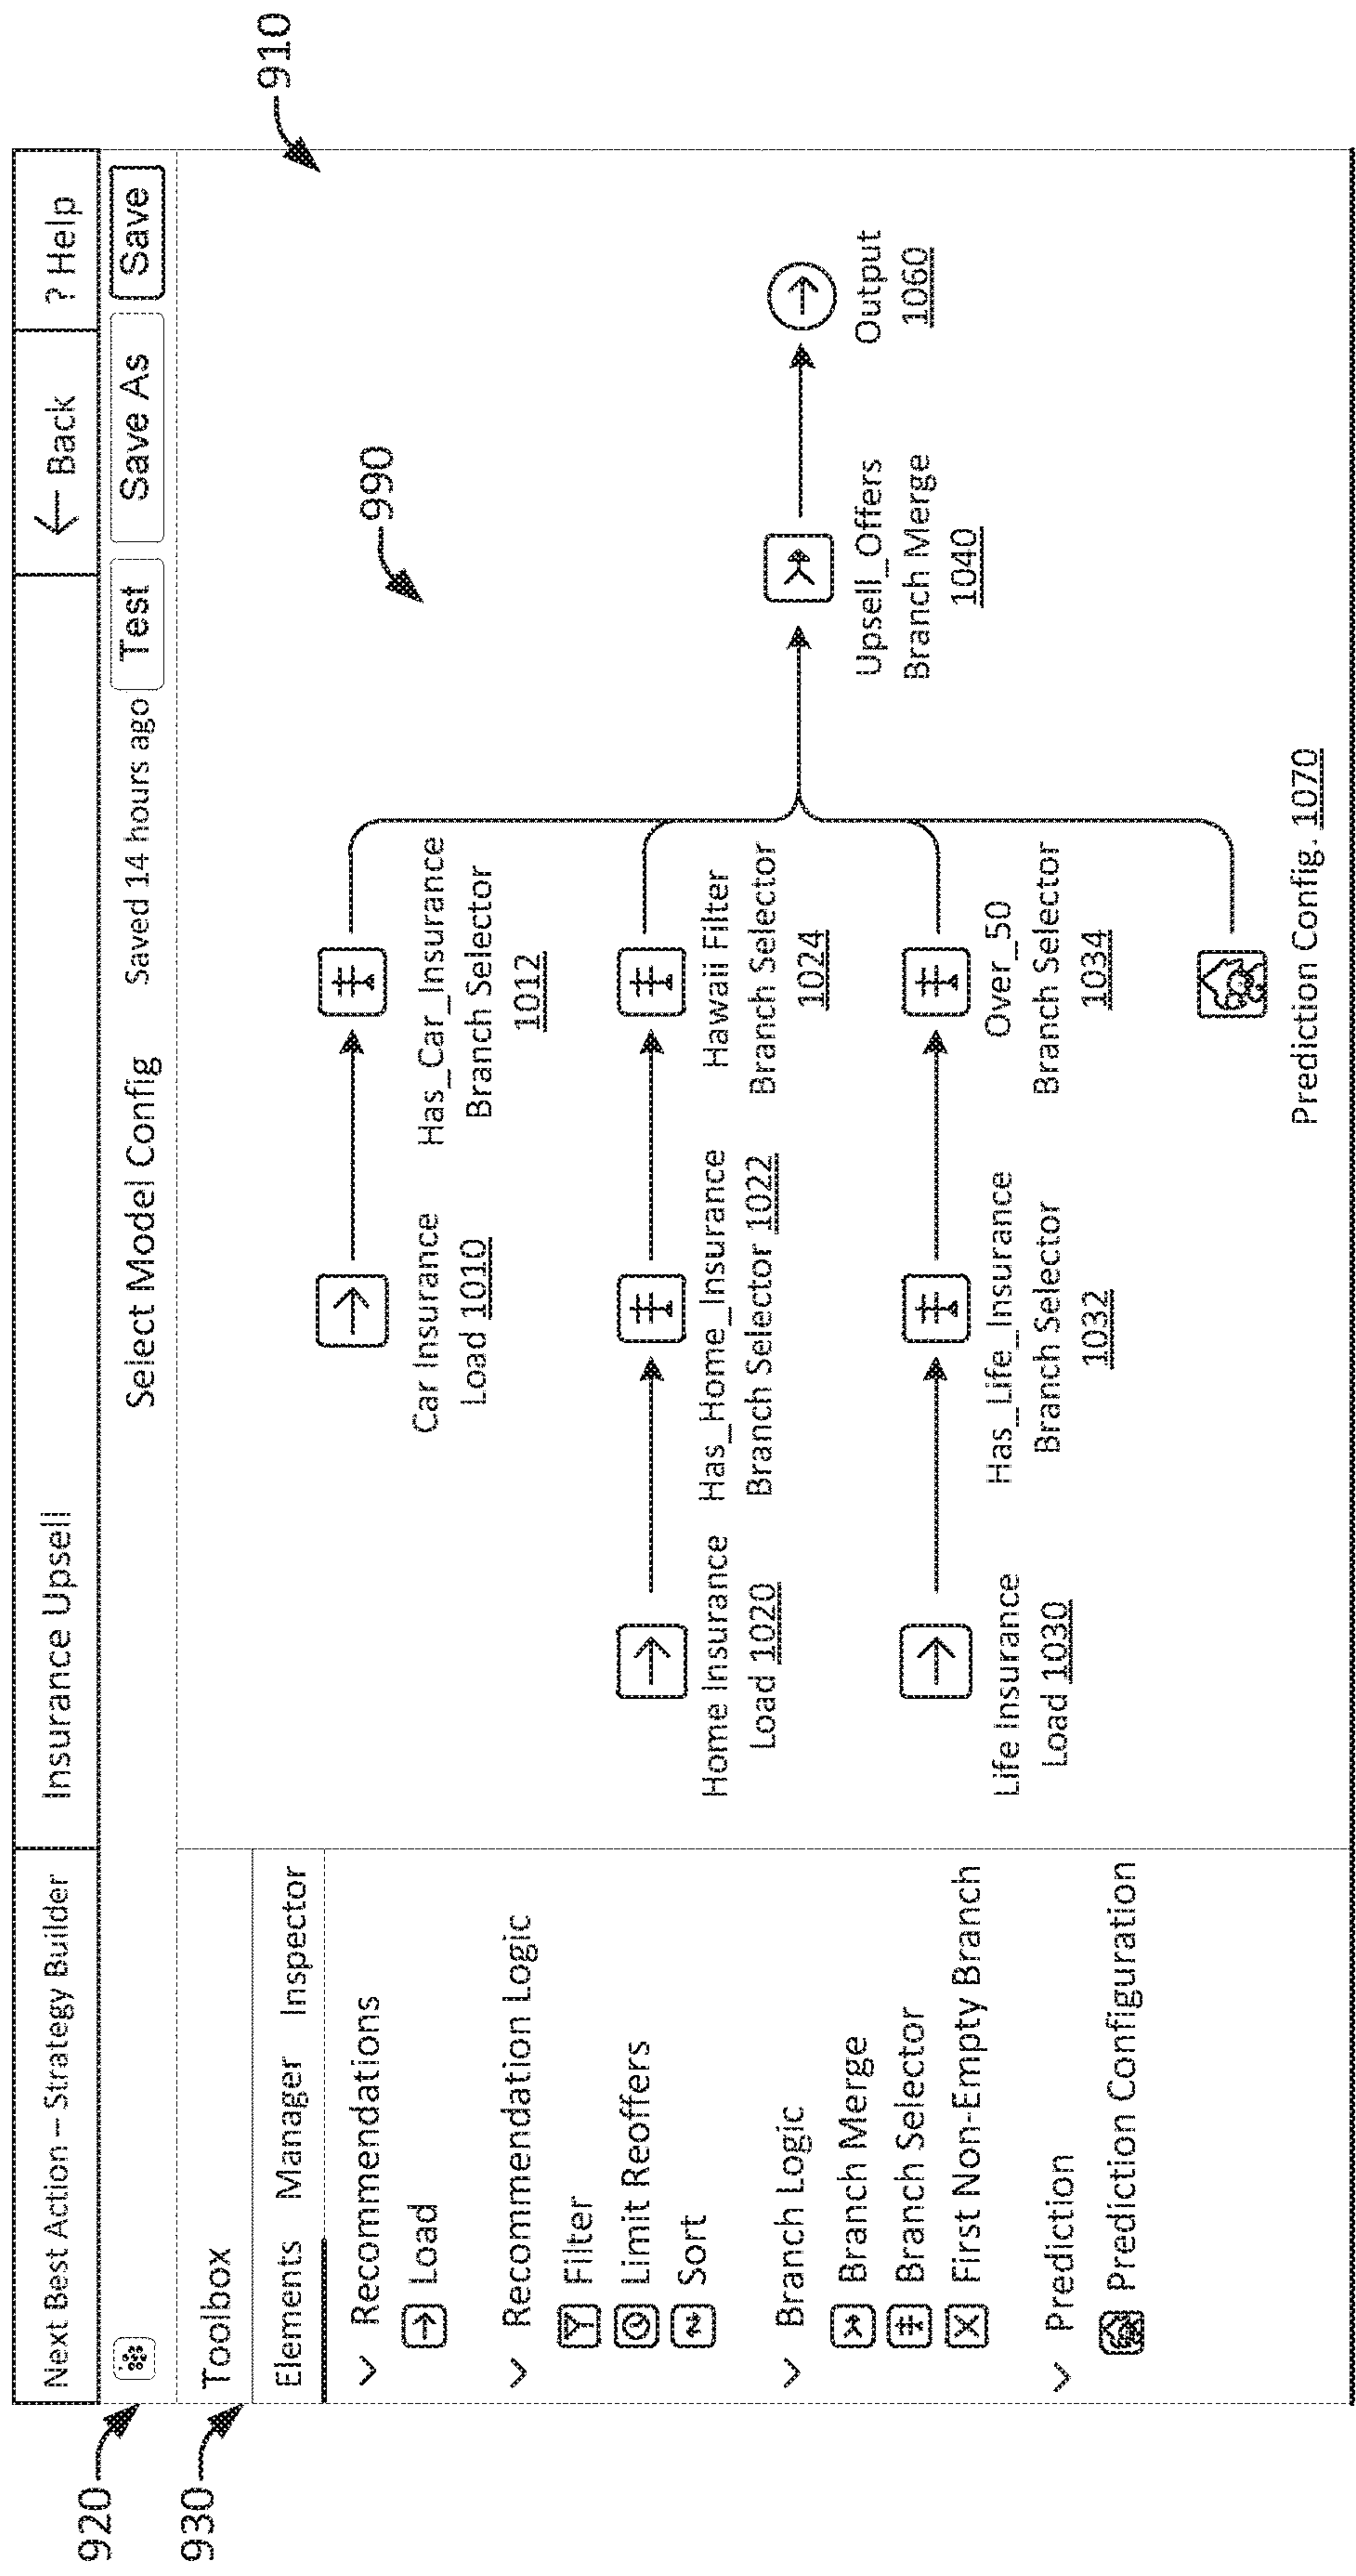 Next Best Action – Strategy Builder
Insurance Upsell
← Back
? Help
920
Select Model Config
Saved 14 hours ago
Test
Save As
Save
910
930
Toolbox
Elements Manager Inspector
Recommendations
Load
Recommendation Logic
Filter
Limit Reoffers
Sort
Branch Logic
Branch Merge
Branch Selector
First Non-Empty Branch
Prediction
Prediction Configuration
990
Car Insurance
Load 1010
Has_Car_Insurance
Branch Selector
1012
Home Insurance
Load 1020
Has_Home_Insurance
Branch Selector 1022
Hawaii Filter
Branch Selector
1024
Life Insurance
Load 1030
Has_Life_Insurance
Branch Selector
1032
Over_50
Branch Selector
1034
Prediction Config. 1070
Upsell_Offers
Branch Merge
1040
Output
1060